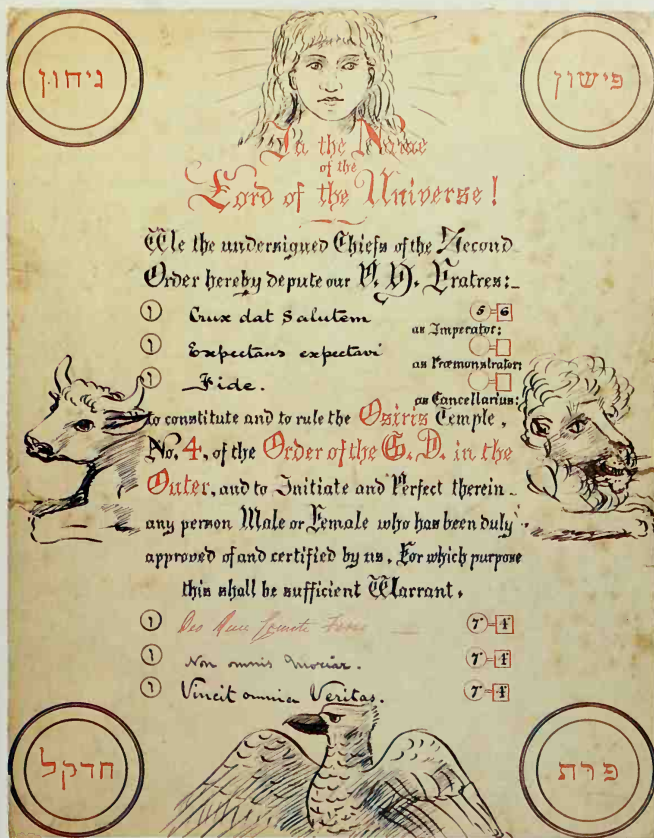 גיחון
פישון
In the Name
of the
Lord of the Universe!
We the undersigned Chiefs of the Second
Order hereby depute our V. H. Fratres:_
Crux dat Salutem 5=6
as Imperator:
Expectans expectavi =
as Præmonstrator:
Fide. =
as Cancellarius:
to constitute and to rule the Osiris Temple,
No. 4, of the Order of the G. D. in the
Outer, and to Initiate and Perfect therein_
any person Male or Female who has been duly
approved of and certified by us. For which purpose
this shall be sufficient Warrant.
Deo Duce Comite Ferro 7=4
Non omnis moriar. 7=4
Vincit omnia Veritas. 7=4
חדקל
פרת